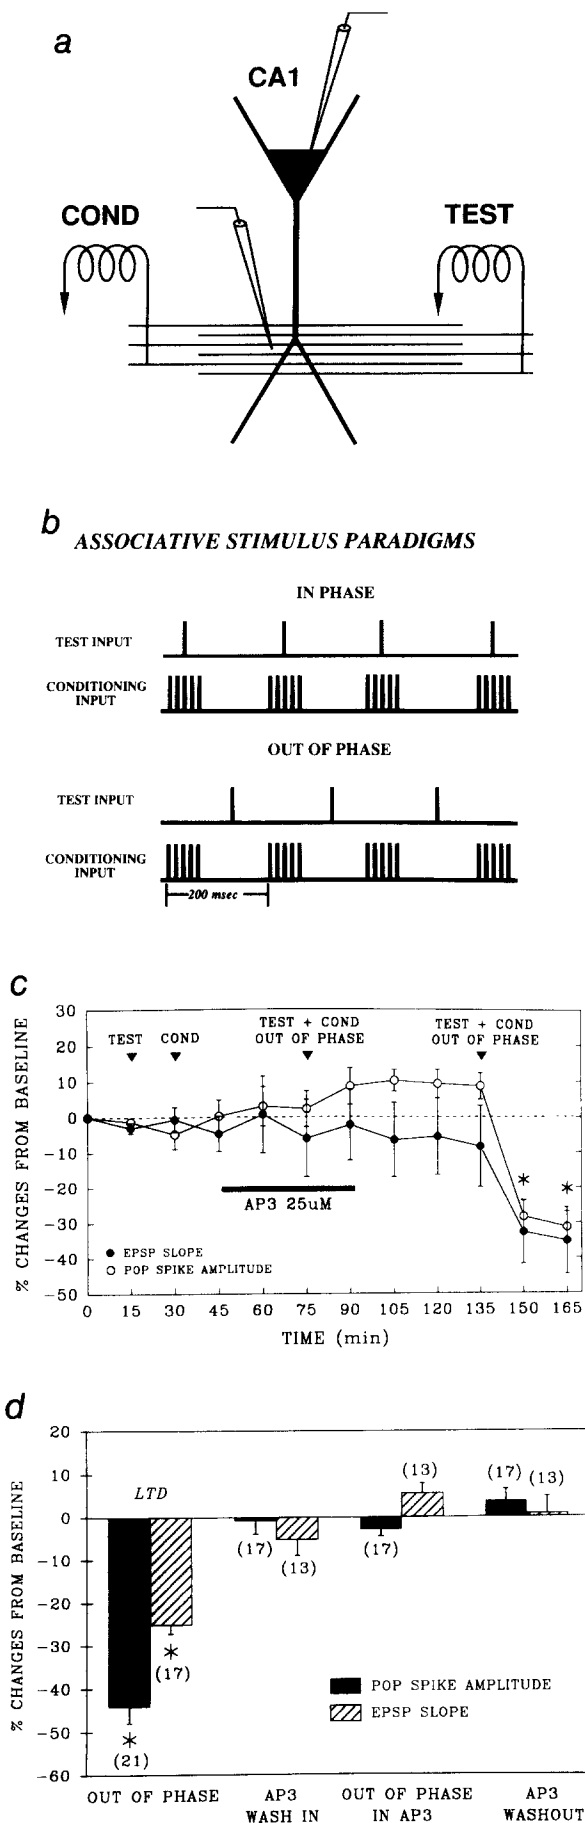 a
CA1
COND
TEST
b
ASSOCIATIVE STIMULUS PARADIGMS
IN PHASE
TEST INPUT
CONDITIONING
INPUT
OUT OF PHASE
TEST INPUT
CONDITIONING
INPUT
200 msec
c
% CHANGES FROM BASELINE
30
20
10
0
-10
-20
-30
-40
-50
TEST
COND
TEST + COND
OUT OF PHASE
TEST + COND
OUT OF PHASE
* *
AP3 25uM
EPSP SLOPE
POP SPIKE AMPLITUDE
0 15 30 45 60 75 90 105 120 135 150 165
TIME (min)
d
% CHANGES FROM BASELINE
20
10
0
-10
-20
-30
-40
-50
-60
LTD
*
(21)
*
(17)
(17)
(13)
(17)
(13)
(17)
(13)
POP SPIKE AMPLITUDE
EPSP SLOPE
OUT OF PHASE
AP3
WASH IN
OUT OF PHASE
IN AP3
AP3
WASHOUT